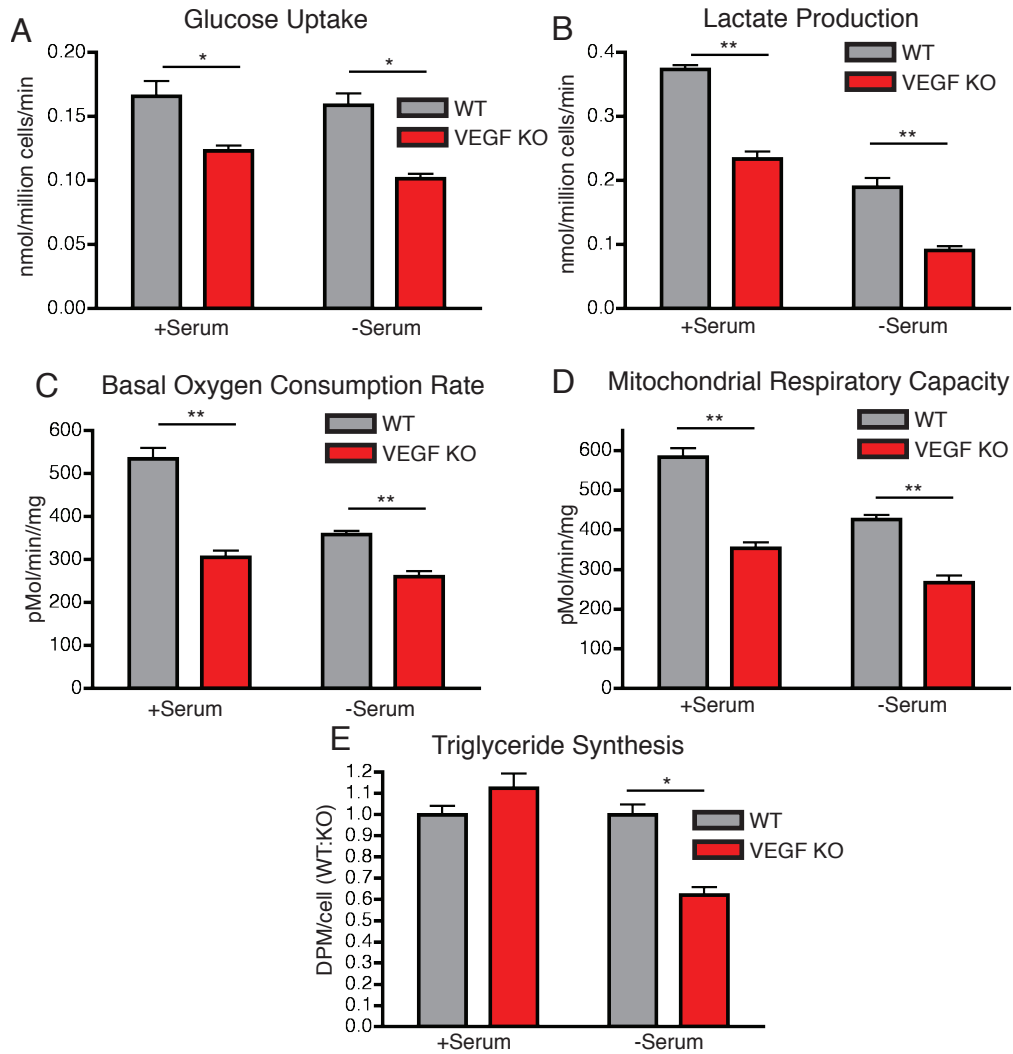 A
Glucose Uptake
nmol/million cells/min
0.20
0.15
0.10
0.05
0.00
*
*
WT
VEGF KO
+Serum
-Serum
B
Lactate Production
nmol/million cells/min
0.4
0.3
0.2
0.1
0.0
**
**
WT
VEGF KO
+Serum
-Serum
C
Basal Oxygen Consumption Rate
pMol/min//mg
600
500
400
300
200
100
0
**
**
WT
VEGF KO
+Serum
-Serum
D
Mitochondrial Respiratory Capacity
pMol/min/mg
600
500
400
300
200
100
0
**
**
WT
VEGF KO
+Serum
-Serum
E
Triglyceride Synthesis
DPM/cell (WT:KO)
1.2
1.1
1.0
0.9
0.8
0.7
0.6
0.5
0.4
0.3
0.2
0.1
0.0
*
WT
VEGF KO
+Serum
-Serum